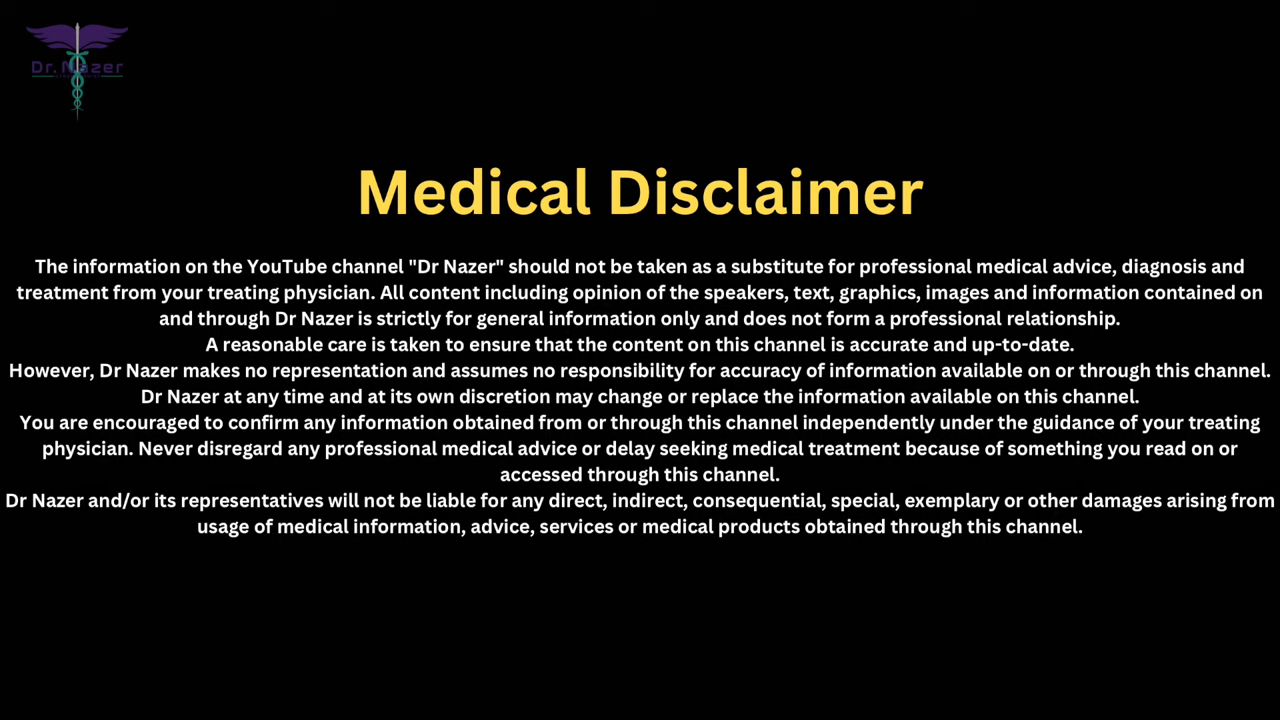 Dr. Nazer
Medical Disclaimer
The information on the YouTube channel "Dr Nazer" should not be taken as a substitute for professional medical advice, diagnosis and
treatment from your treating physician. All content including opinion of the speakers, text, graphics, images and information contained on
and through Dr Nazer is strictly for general information only and does not form a professional relationship.
A reasonable care is taken to ensure that the content on this channel is accurate and up-to-date.
However, Dr Nazer makes no representation and assumes no responsibility for accuracy of information available on or through this channel.
Dr Nazer at any time and at its own discretion may change or replace the information available on this channel.
You are encouraged to confirm any information obtained from or through this channel independently under the guidance of your treating
physician. Never disregard any professional medical advice or delay seeking medical treatment because of something you read on or
accessed through this channel.
Dr Nazer and/or its representatives will not be liable for any direct, indirect, consequential, special, exemplary or other damages arising from
usage of medical information, advice, services or medical products obtained through this channel.